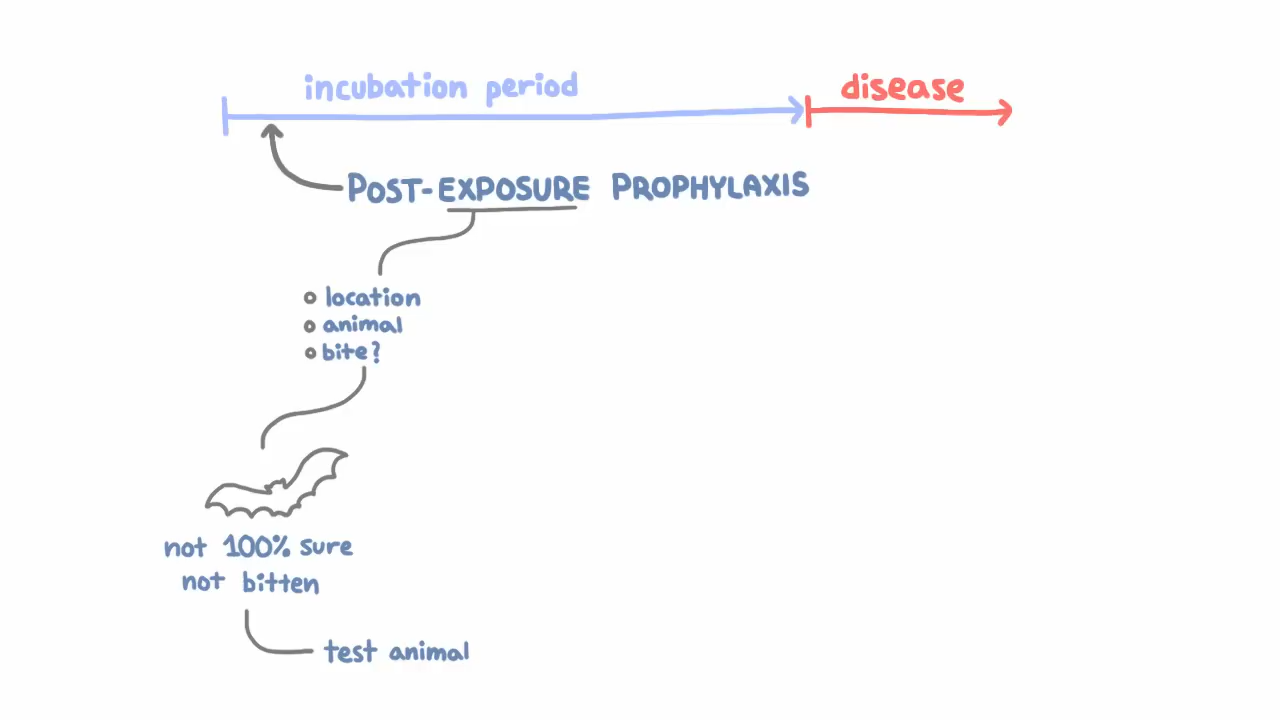 incubation period
disease
POST-EXPOSURE PROPHYLAXIS
location
animal
bite?
not 100% sure
not bitten
test animal